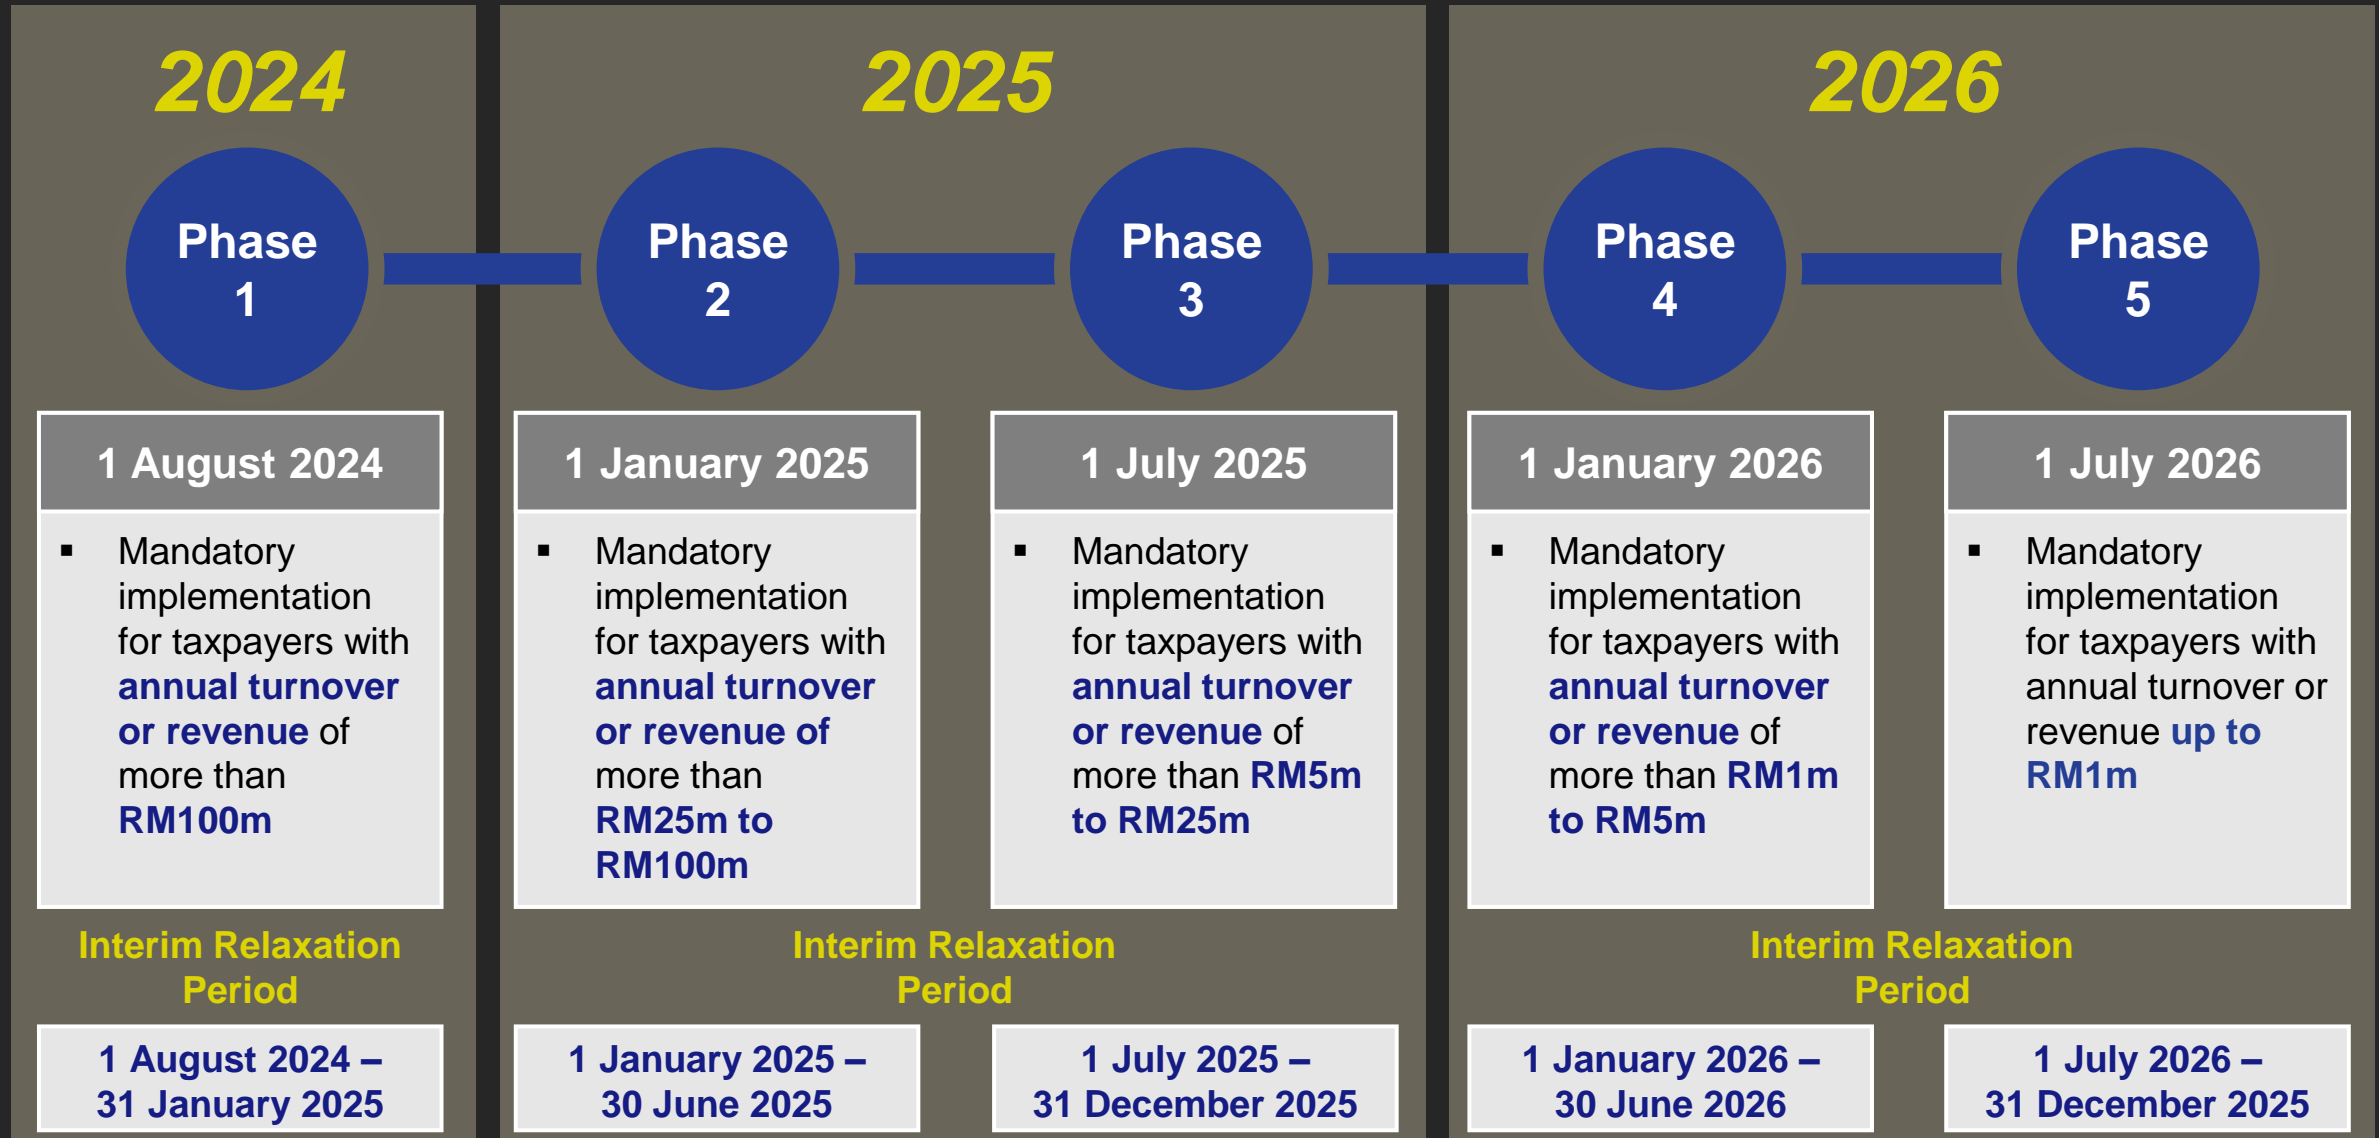 2024
Phase
1
1 August 2024
▪ Mandatory
implementation
for taxpayers with
annual turnover
or revenue of
more than
RM100m
Interim Relaxation
Period
1 August 2024 –
31 January 2025
2025
Phase
2
1 January 2025
▪ Mandatory
implementation
for taxpayers with
annual turnover
or revenue of
more than
RM25m to
RM100m
Phase
3
1 July 2025
▪ Mandatory
implementation
for taxpayers with
annual turnover
or revenue of
more than RM5m
to RM25m
Interim Relaxation
Period
1 January 2025 –
30 June 2025
1 July 2025 –
31 December 2025
2026
Phase
4
1 January 2026
▪ Mandatory
implementation
for taxpayers with
annual turnover
or revenue of
more than RM1m
to RM5m
Phase
5
1 July 2026
▪ Mandatory
implementation
for taxpayers with
annual turnover or
revenue up to
RM1m
Interim Relaxation
Period
1 January 2026 –
30 June 2026
1 July 2026 –
31 December 2025